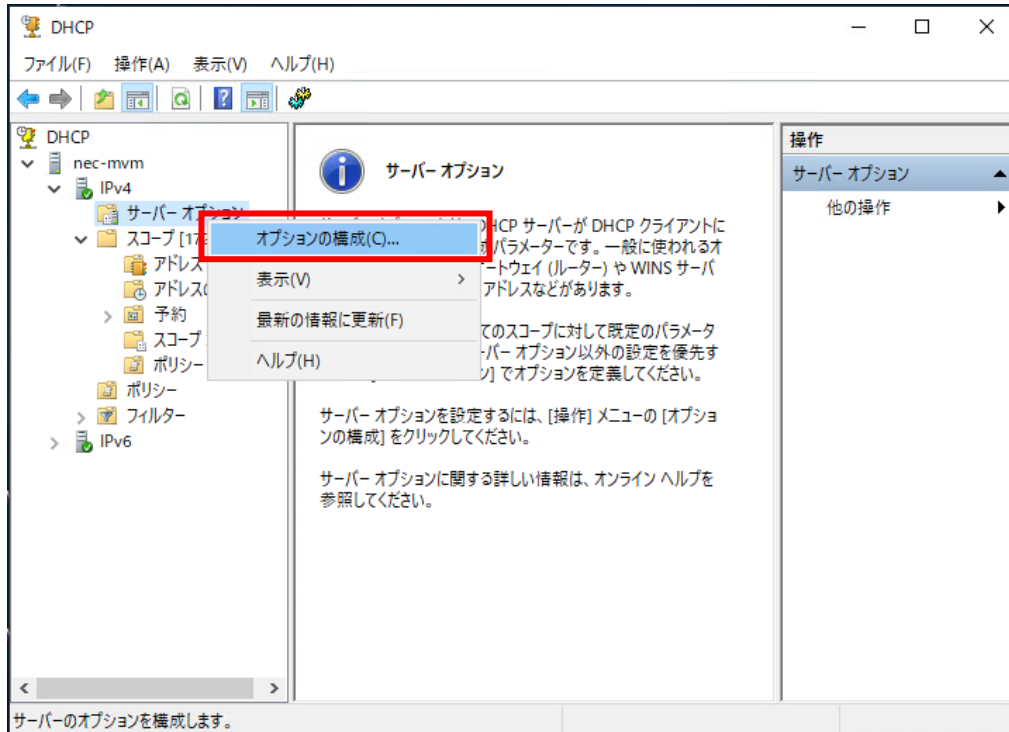 DHCP
ファイル(F) 操作(A) 表示(V) ヘルプ(H)
DHCP
nec-mvm
IPv4
サーバー オプション
スコープ [17
アドレス
アドレス
予約
スコープ
ポリシー
ポリシー
フィルター
IPv6
オプションの構成(C)...
表示(V)
最新の情報に更新(F)
ヘルプ(H)
サーバー オプション
DHCP サーバーが DHCP クライアントに
パラメーターです。一般に使われるオ
ートウェイ (ルーター) や WINS サーバ
アドレスなどがあります。
てのスコープに対して既定のパラメータ
ーバー オプション以外の設定を優先す
ン] でオプションを定義してください。
サーバー オプションを設定するには、[操作] メニューの [オプショ
ンの構成] をクリックしてください。
サーバー オプションに関する詳しい情報は、オンライン ヘルプを
参照してください。
操作
サーバー オプション
他の操作
サーバーのオプションを構成します。